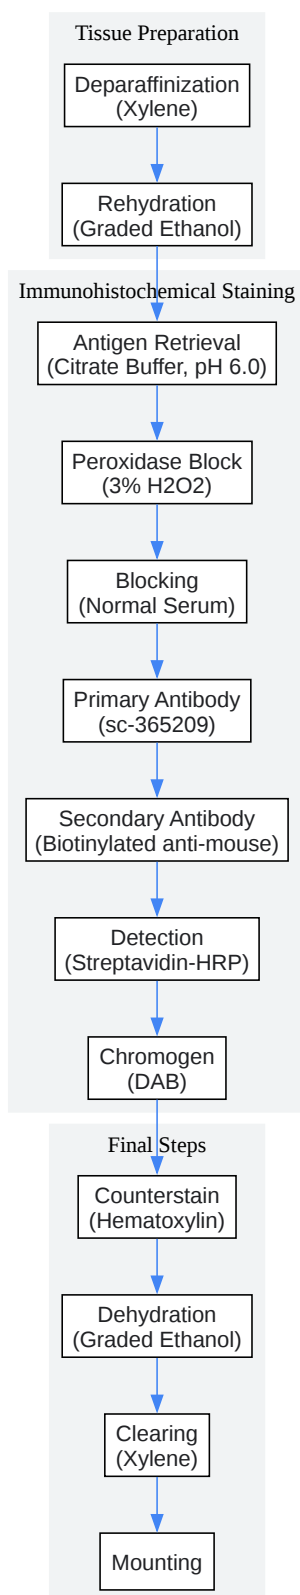 Tissue Preparation
Deparaffinization
(Xylene)
Rehydration
(Graded Ethanol)
Immunohistochemical Staining
Antigen Retrieval
(Citrate Buffer, pH 6.0)
Peroxidase Block
(3% H2O2)
Blocking
(Normal Serum)
Primary Antibody
(sc-365209)
Secondary Antibody
(Biotinylated anti-mouse)
Detection
(Streptavidin-HRP)
Chromogen
(DAB)
Final Steps
Counterstain
(Hematoxylin)
Dehydration
(Graded Ethanol)
Clearing
(Xylene)
Mounting